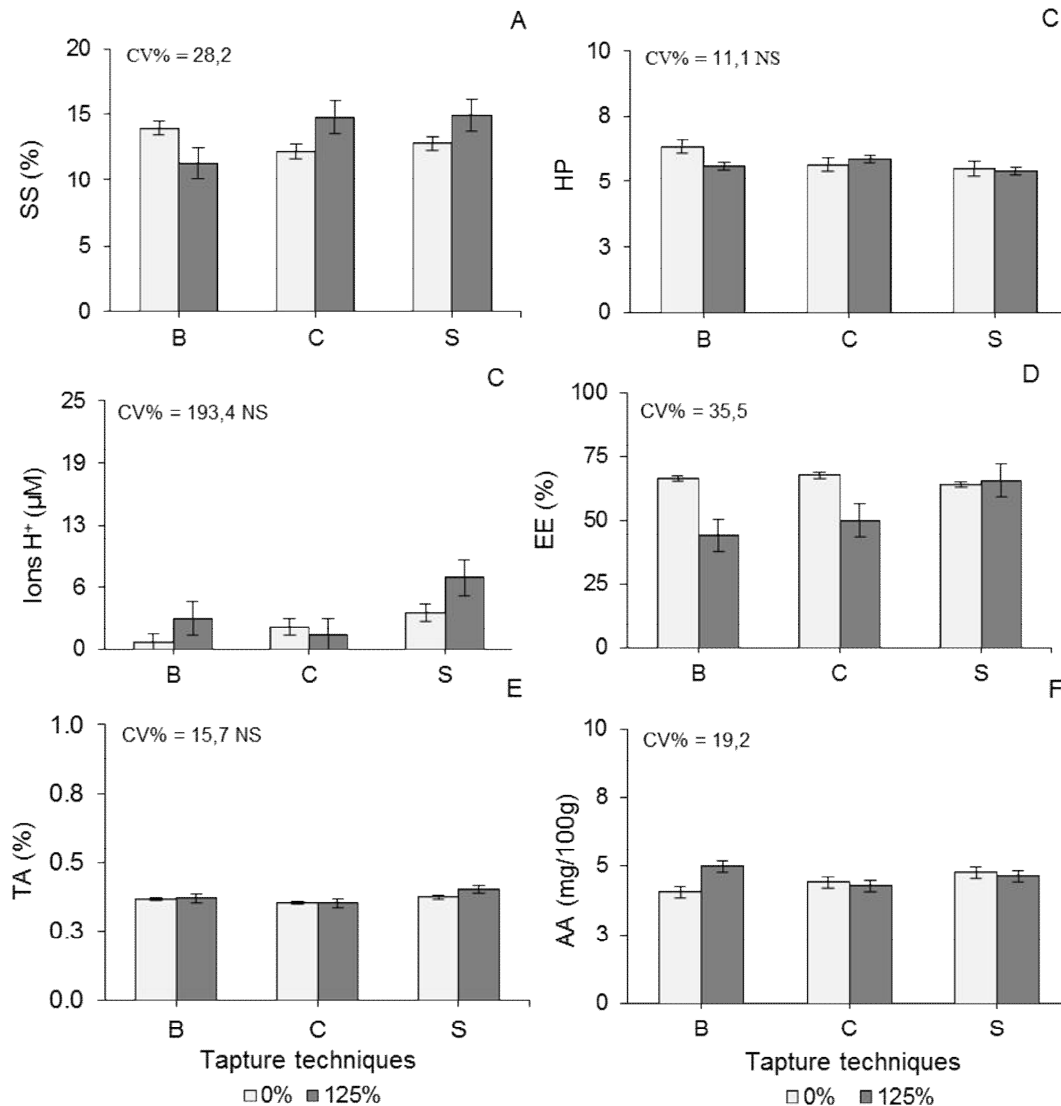 A
CV% = 28,2
SS (%)
20
15
10
5
0
B C S
C
CV% = 11,1 NS
HP
10
8
5
3
0
B C S
C
CV% = 193,4 NS
Ions H⁺ (µM)
25
19
13
6
0
B C S
D
CV% = 35,5
EE (%)
100
75
50
25
0
B C S
E
CV% = 15,7 NS
TA (%)
1.0
0.8
0.5
0.3
0.0
B C S
Tapture techniques
0% 125%
F
CV% = 19,2
AA (mg/100g)
10
8
5
3
0
B C S
Tapture techniques
0% 125%